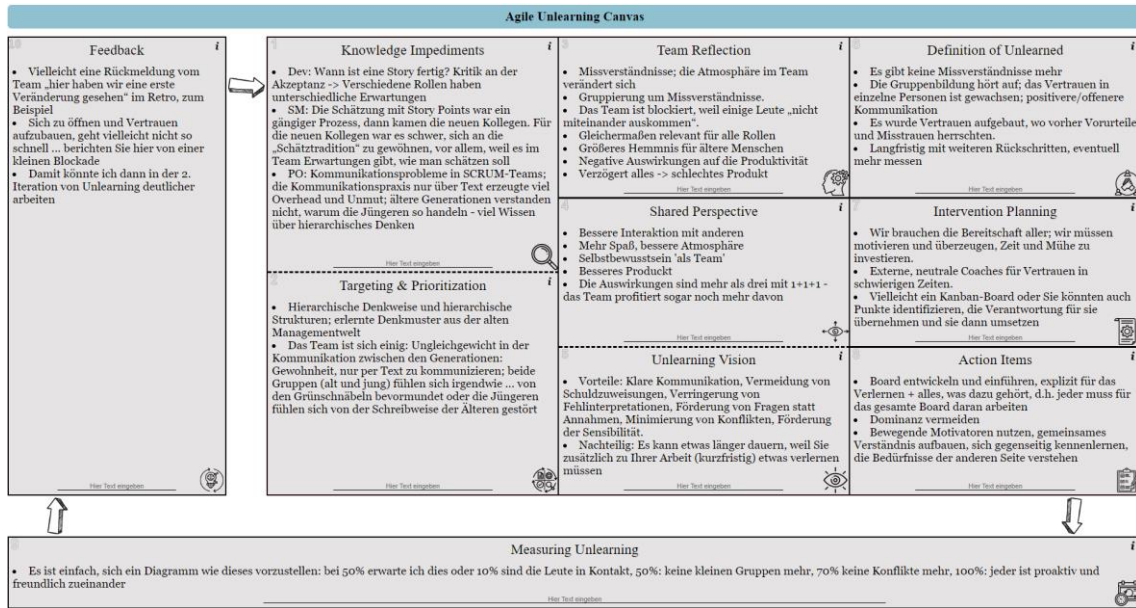 Agile Unlearning Canvas
10
Feedback
i
• Vielleicht eine Rückmeldung vom
Team „hier haben wir eine erste
Veränderung gesehen“ im Retro, zum
Beispiel
• Sich zu öffnen und Vertrauen
aufzubauen, geht vielleicht nicht so
schnell ... berichten Sie hier von einer
kleinen Blockade
• Damit könnte ich dann in der 2.
Iteration von Unlearning deutlicher
arbeiten
Hier Text eingeben
1
Knowledge Impediments
i
• Dev: Wann ist eine Story fertig? Kritik an der
Akzeptanz -> Verschiedene Rollen haben
unterschiedliche Erwartungen
• SM: Die Schätzung mit Story Points war ein
gängiger Prozess, dann kamen die neuen Kollegen. Für
die neuen Kollegen war es schwer, sich an die
„Schätztradition“ zu gewöhnen, vor allem, weil es im
Team Erwartungen gibt, wie man schätzen soll
• PO: Kommunikationsprobleme in SCRUM-Teams;
die Kommunikationspraxis nur über Text erzeugte viel
Overhead und Unmut; ältere Generationen verstanden
nicht, warum die Jüngeren so handeln - viel Wissen
über hierarchisches Denken
Hier Text eingeben
2
Targeting & Prioritization
i
• Hierarchische Denkweise und hierarchische
Strukturen; erlernte Denkmuster aus der alten
Managementwelt
• Das Team ist sich einig: Ungleichgewicht in der
Kommunikation zwischen den Generationen:
Gewohnheit, nur per Text zu kommunizieren; beide
Gruppen (alt und jung) fühlen sich irgendwie ... von
den Grünschnäbeln bevormundet oder die Jüngeren
fühlen sich von der Schreibweise der Älteren gestört
Hier Text eingeben
3
Team Reflection
i
• Missverständnisse; die Atmosphäre im Team
verändert sich
• Gruppierung um Missverständnisse.
• Das Team ist blockiert, weil einige Leute „nicht
miteinander auskommen“.
• Gleichermaßen relevant für alle Rollen
• Größeres Hemmnis für ältere Menschen
• Negative Auswirkungen auf die Produktivität
• Verzögert alles -> schlechtes Produkt
Hier Text eingeben
4
Shared Perspective
i
• Bessere Interaktion mit anderen
• Mehr Spaß, bessere Atmosphäre
• Selbstbewusstsein 'als Team'
• Besseres Produckt
• Die Auswirkungen sind mehr als drei mit 1+1+1 -
das Team profitiert sogar noch mehr davon
Hier Text eingeben
5
Unlearning Vision
i
• Vorteile: Klare Kommunikation, Vermeidung von
Schuldzuweisungen, Verringerung von
Fehlinterpretationen, Förderung von Fragen statt
Annahmen, Minimierung von Konflikten, Förderung
der Sensibilität.
• Nachteilig: Es kann etwas länger dauern, weil Sie
zusätzlich zu Ihrer Arbeit (kurzfristig) etwas verlernen
müssen
Hier Text eingeben
Definition of Unlearned
i
• Es gibt keine Missverständnisse mehr
• Die Gruppenbildung hört auf; das Vertrauen in
einzelne Personen ist gewachsen; positivere/offenere
Kommunikation
• Es wurde Vertrauen aufgebaut, wo vorher Vorurteile
und Misstrauen herrschten.
• Langfristig mit weiteren Rückschritten, eventuell
mehr messen
Hier Text eingeben
7
Intervention Planning
i
• Wir brauchen die Bereitschaft aller; wir müssen
motivieren und überzeugen, Zeit und Mühe zu
investieren.
• Externe, neutrale Coaches für Vertrauen in
schwierigen Zeiten.
• Vielleicht ein Kanban-Board oder Sie könnten auch
Punkte identifizieren, die Verantwortung für sie
übernehmen und sie dann umsetzen
Hier Text eingeben
Action Items
i
• Board entwickeln und einführen, explizit für das
Verlernen + alles, was dazu gehört, d.h. jeder muss für
das gesamte Board daran arbeiten
• Dominanz vermeiden
• Bewegende Motivatoren nutzen, gemeinsames
Verständnis aufbauen, sich gegenseitig kennenlernen,
die Bedürfnisse der anderen Seite verstehen
Hier Text eingeben
Measuring Unlearning
i
• Es ist einfach, sich ein Diagramm wie dieses vorzustellen: bei 50% erwarte ich dies oder 10% sind die Leute in Kontakt, 50%: keine kleinen Gruppen mehr, 70% keine Konflikte mehr, 100%: jeder ist proaktiv und
freundlich zueinander
Hier Text eingeben